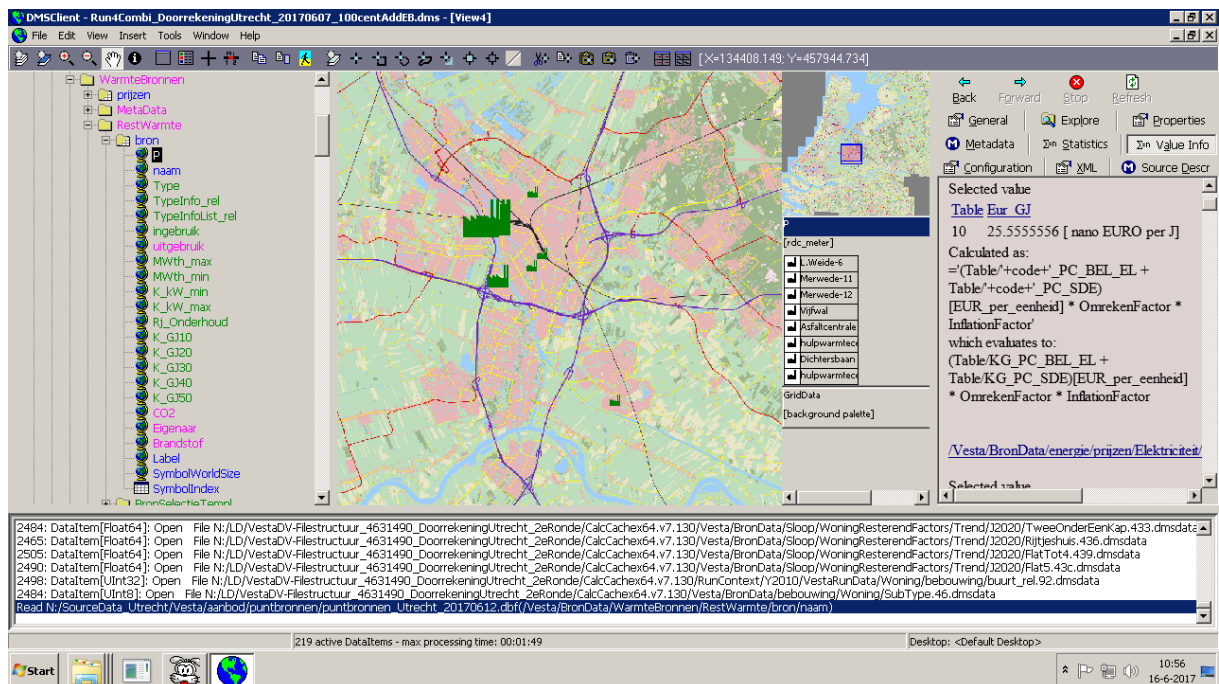 DMSClient - Run4Combi_DoorrekeningUtrecht_20170607_100centAddEB.dms - [View4]
File Edit View Insert Tools Window Help
[X=134408.149; Y=457944.734]
WarmteBronnen
prijzen
MetaData
RestWarmte
bron
P
naam
Type
TypeInfo_rel
TypeInfoList_rel
ingebruik
uitgebruik
MWth_max
MWth_min
K_kW_min
K_kW_max
Rj_Onderhoud
K_GJ10
K_GJ20
K_GJ30
K_GJ40
K_GJ50
CO2
Eigenaar
Brandstof
Label
SymbolWorldSize
SymbolIndex
BronSelectieTempl
P
[rdc_meter]
L.Weide-6
Merwede-11
Merwede-12
Vijfwal
Asfaltcentrale
hulpwarmtece
Dichtersbaan
hulpwarmtece
GridData
[background palette]
Back Forward Stop Refresh
General Explore Properties
Metadata Statistics Value Info
Configuration XML Source Descr
Selected value
Table Eur_GJ
10 25.5555556 [ nano EURO per J]
Calculated as:
='(Table/'+code+'_PC_BEL_EL +
Table/'+code+'_PC_SDE)
[EUR_per_eenheid] * OmrekenFactor *
InflationFactor'
which evaluates to:
(Table/KG_PC_BEL_EL +
Table/KG_PC_SDE)[EUR_per_eenheid]
* OmrekenFactor * InflationFactor
/Vesta/BronData/energie/prijzen/Elektriciteit/
Selected value
2484: DataItem[Float64]: Open File N:/LD/VestaDV-Filestructuur_4631490_DoorrekeningUtrecht_2eRonde/CalcCachex64.v7.130/Vesta/BronData/Sloop/WoningResterendFactors/Trend/J2020/TweeOnderEenKap.433.dmsdata
2465: DataItem[Float64]: Open File N:/LD/VestaDV-Filestructuur_4631490_DoorrekeningUtrecht_2eRonde/CalcCachex64.v7.130/Vesta/BronData/Sloop/WoningResterendFactors/Trend/J2020/Rijtjeshuis.436.dmsdata
2505: DataItem[Float64]: Open File N:/LD/VestaDV-Filestructuur_4631490_DoorrekeningUtrecht_2eRonde/CalcCachex64.v7.130/Vesta/BronData/Sloop/WoningResterendFactors/Trend/J2020/FlatTot4.439.dmsdata
2490: DataItem[Float64]: Open File N:/LD/VestaDV-Filestructuur_4631490_DoorrekeningUtrecht_2eRonde/CalcCachex64.v7.130/Vesta/BronData/Sloop/WoningResterendFactors/Trend/J2020/Flat5.43c.dmsdata
2498: DataItem[UInt32]: Open File N:/LD/VestaDV-Filestructuur_4631490_DoorrekeningUtrecht_2eRonde/CalcCachex64.v7.130/RunContext/Y2010/VestaRunData/Woning/bebouwing/buurt_rel.92.dmsdata
2484: DataItem[UInt8]: Open File N:/LD/VestaDV-Filestructuur_4631490_DoorrekeningUtrecht_2eRonde/CalcCachex64.v7.130/Vesta/BronData/bebouwing/Woning/SubType.46.dmsdata
Read N:/SourceData_Utrecht/Vesta/aanbod/puntbronnen/puntbronnen_Utrecht_20170612.dbf(/Vesta/BronData/WarmteBronnen/RestWarmte/bron/naam)
219 active DataItems - max processing time: 00:01:49
Desktop: <Default Desktop>
Start
10:56
16-6-2017